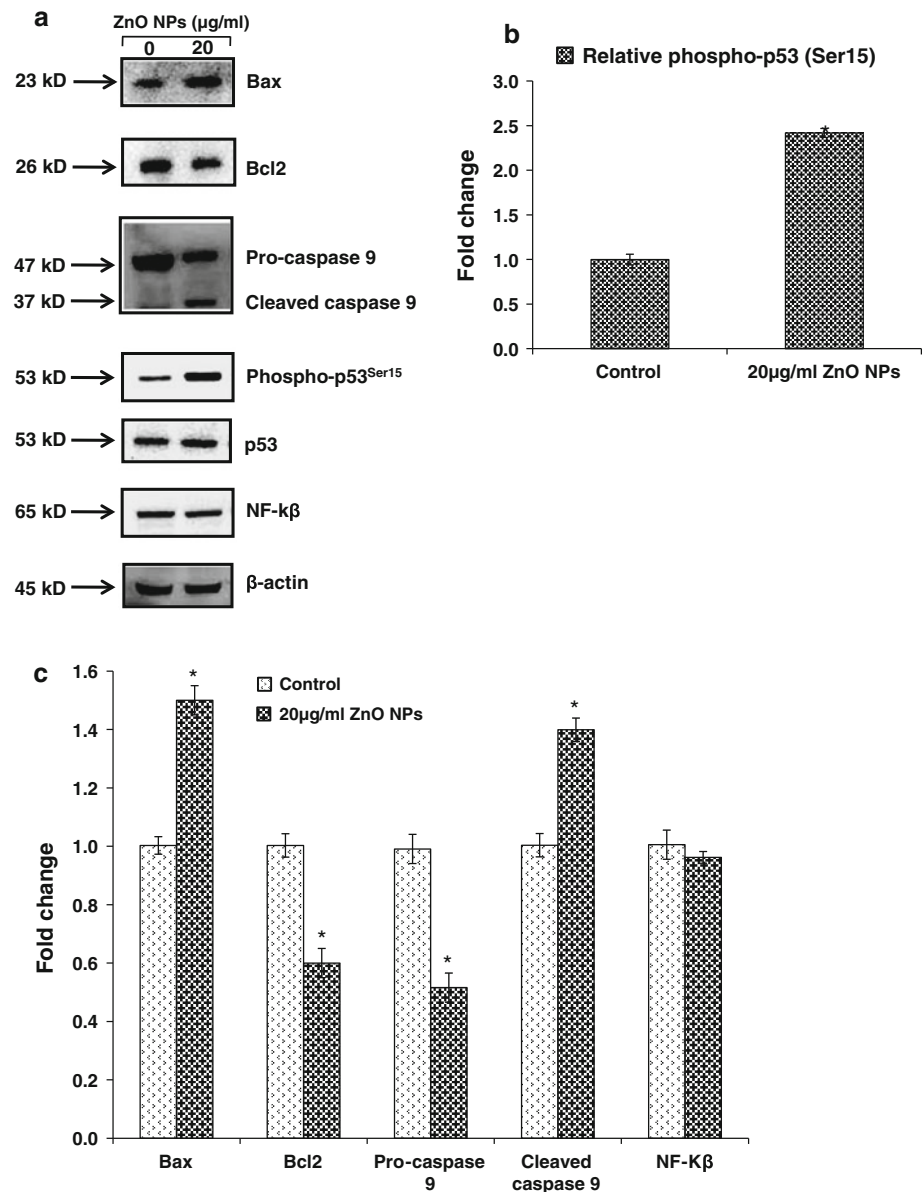 a
ZnO NPs (µg/ml)
0 20
23 kD Bax
26 kD Bcl2
47 kD Pro-caspase 9
37 kD Cleaved caspase 9
53 kD Phospho-p53Ser15
53 kD p53
65 kD NF-kβ
45 kD β-actin
b
Relative phospho-p53 (Ser15)
3.0
2.5
2.0
1.5
1.0
0.5
0.0
Fold change
*
Control 20µg/ml ZnO NPs
c
Control
20µg/ml ZnO NPs
1.6
1.4
1.2
1.0
0.8
0.6
0.4
0.2
0.0
Fold change
* * * *
Bax Bcl2 Pro-caspase 9 Cleaved caspase 9 NF-Kβ